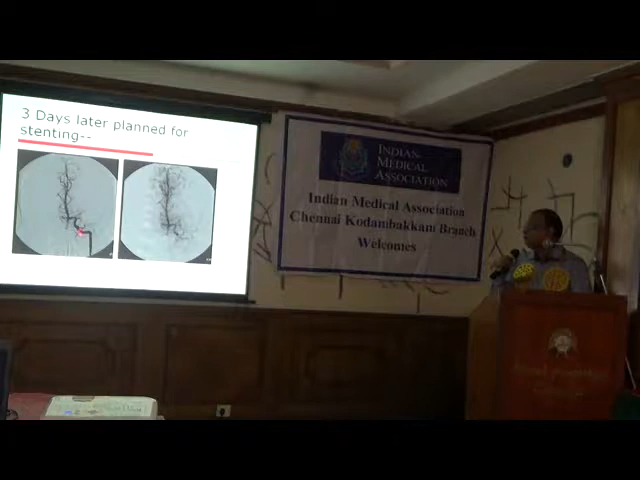 3 Days later planned for
stenting--
INDIAN
MEDICAL
ASSOCIATION
Indian Medical Association
Chennai Kodambakkam Branch
Welcomes